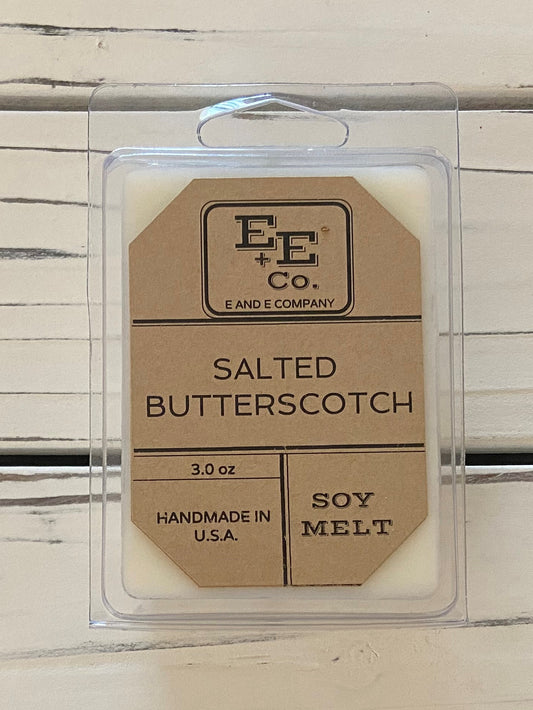 E
+ E
Co.
E AND E COMPANY
SALTED
BUTTERSCOTCH
3.0 oz
HANDMADE IN
U.S.A.
SOY
MELT